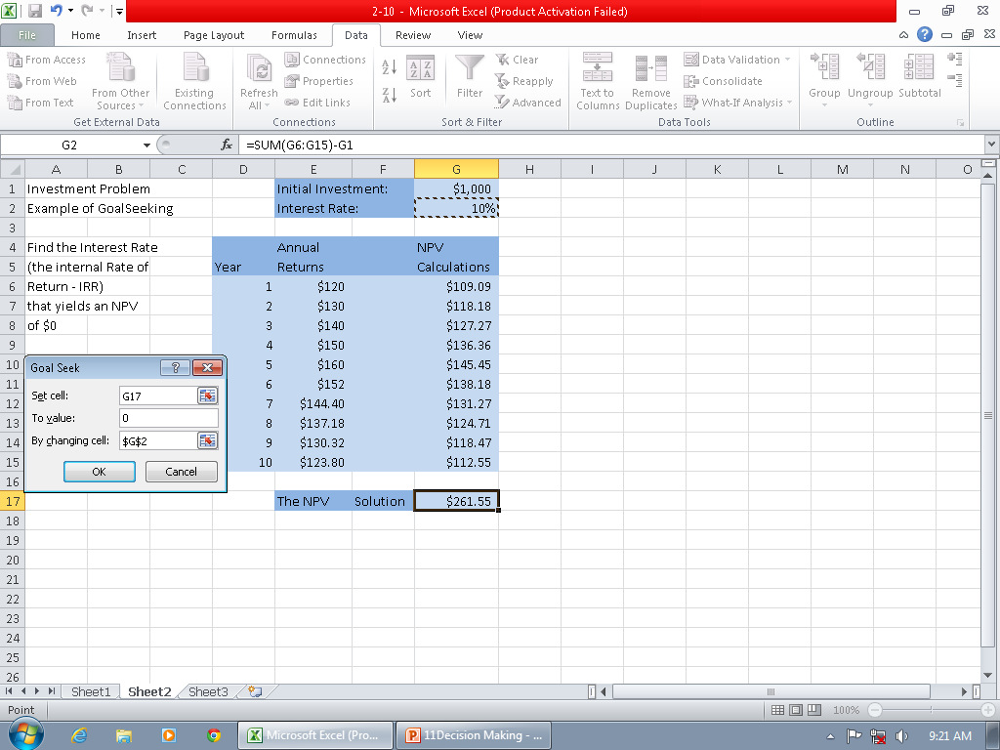 2-10 - Microsoft Excel (Product Activation Failed)
File Home Insert Page Layout Formulas Data Review View
From Access
From Web
From Text
From Other Sources
Existing Connections
Get External Data
Refresh All
Connections
Properties
Edit Links
Connections
Sort
Filter
Clear
Reapply
Advanced
Sort & Filter
Text to Columns
Remove Duplicates
Data Validation
Consolidate
What-If Analysis
Data Tools
Group
Ungroup
Subtotal
Outline
G2 fx =SUM(G6:G15)-G1
A B C D E F G H I J K L M N O
1 Investment Problem Initial Investment: $1,000
2 Example of GoalSeeking Interest Rate: 10%
3
4 Find the Interest Rate Annual NPV
5 (the internal Rate of Year Returns Calculations
6 Return - IRR) 1 $120 $109.09
7 that yields an NPV 2 $130 $118.18
8 of $0 3 $140 $127.27
9 4 $150 $136.36
10 5 $160 $145.45
11 6 $152 $138.18
12 7 $144.40 $131.27
13 8 $137.18 $124.71
14 9 $130.32 $118.47
15 10 $123.80 $112.55
16
17 The NPV Solution $261.55
18
19
20
21
22
23
24
25
26
Goal Seek
Set cell: G17
To value: 0
By changing cell: $G$2
OK Cancel
Sheet1 Sheet2 Sheet3
Point 100%
Microsoft Excel (Pro... 11Decision Making - ... 9:21 AM